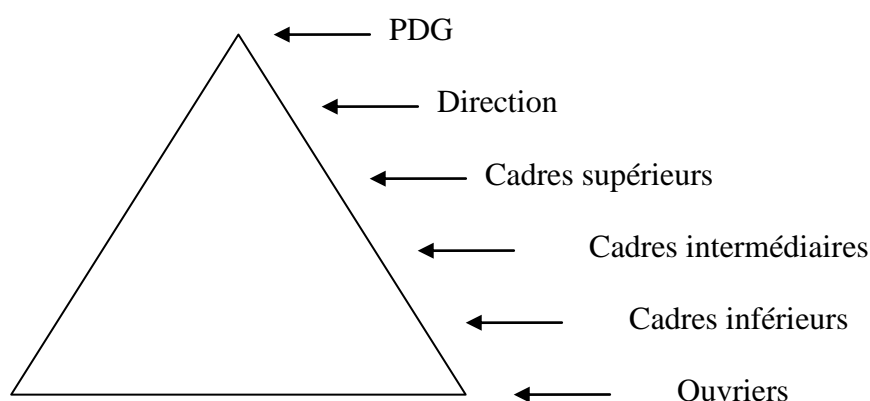 PDG
Direction
Cadres supérieurs
Cadres intermédiaires
Cadres inférieurs
Ouvriers